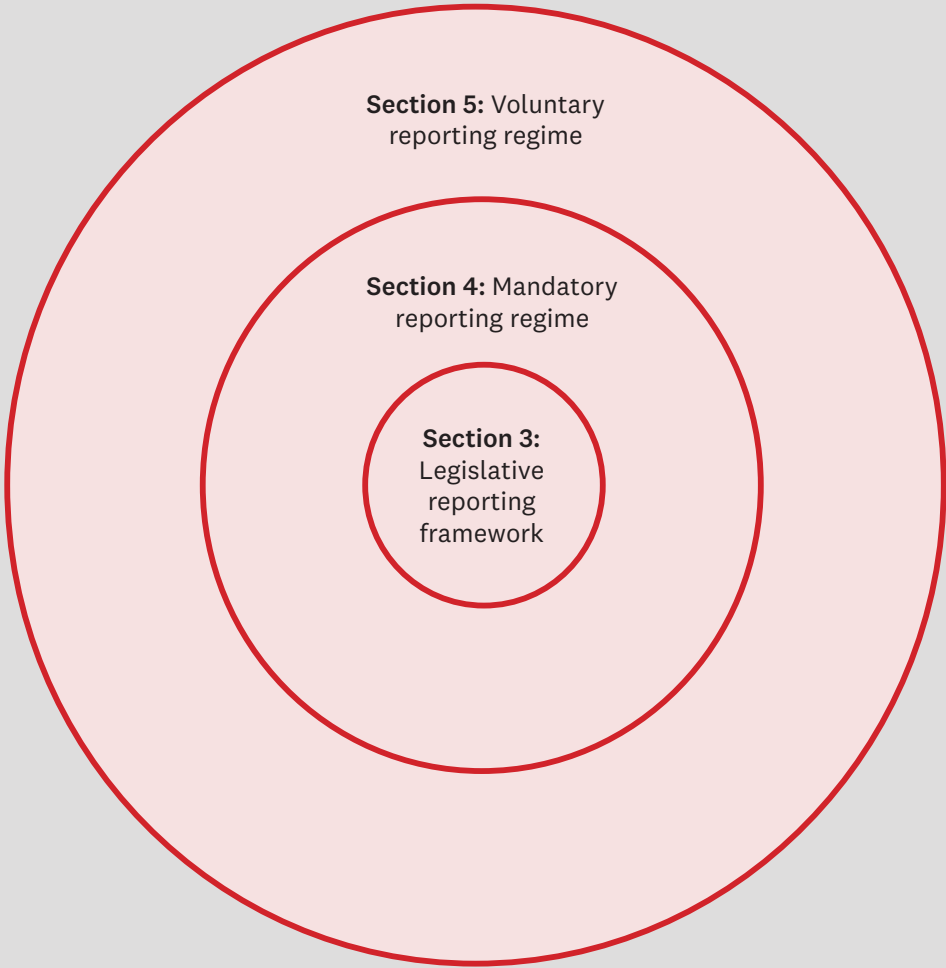 Section 5: Voluntary
reporting regime
Section 4: Mandatory
reporting regime
Section 3:
Legislative
reporting
framework